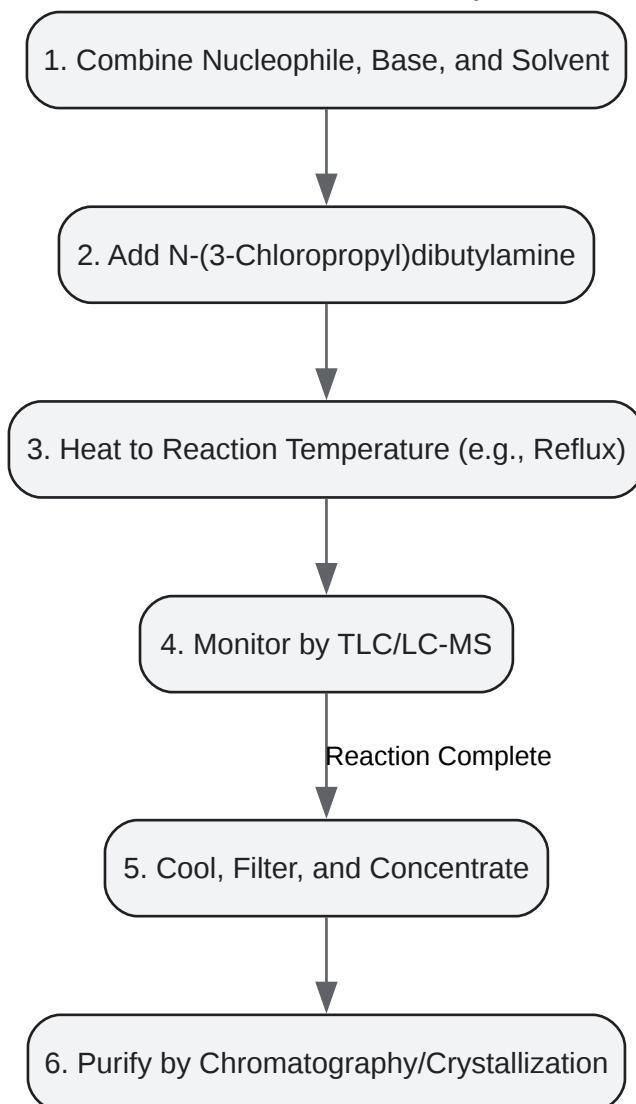 1. Combine Nucleophile, Base, and Solvent
2. Add N-(3-Chloropropyl)dibutylamine
3. Heat to Reaction Temperature (e.g., Reflux)
4. Monitor by TLC/LC-MS
Reaction Complete
5. Cool, Filter, and Concentrate
6. Purify by Chromatography/Crystallization